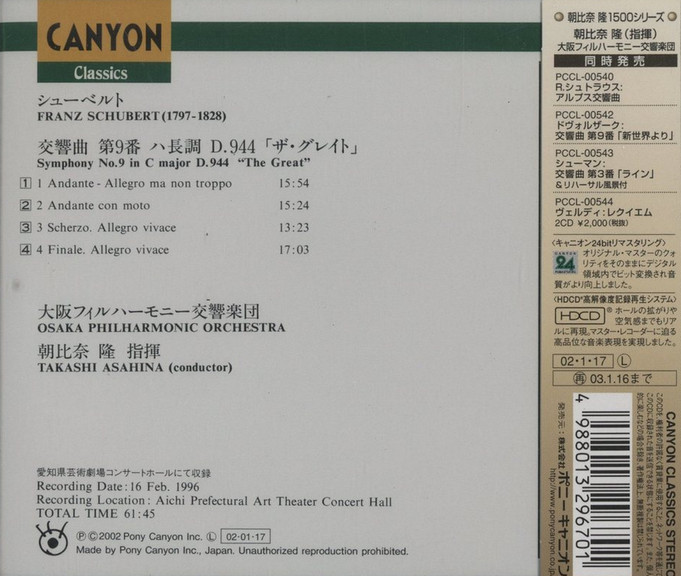 CANYON
Classics
シューベルト
FRANZ SCHUBERT (1797-1828)
交響曲 第9番 ハ長調 D.944「ザ・グレイト」
Symphony No.9 in C major D.944 “The Great”
1 1 Andante - Allegro ma non troppo 15:54
2 2 Andante con moto 15:24
3 3 Scherzo. Allegro vivace 13:23
4 4 Finale. Allegro vivace 17:03
大阪フィルハーモニー交響楽団
OSAKA PHILHARMONIC ORCHESTRA
朝比奈 隆 指揮
TAKASHI ASAHINA (conductor)
愛知県芸術劇場コンサートホールにて収録
Recording Date: 16 Feb. 1996
Recording Location: Aichi Prefectural Art Theater Concert Hall
TOTAL TIME 61:45
Ⓟ Ⓒ 2002 Pony Canyon Inc. Ⓛ 02·01·17
Made by Pony Canyon Inc., Japan. Unauthorized reproduction prohibited.
朝比奈 隆1500シリーズ
朝比奈 隆(指揮)
大阪フィルハーモニー交響楽団
同時発売
PCCL-00540
R.シュトラウス:
アルプス交響曲
PCCL-00542
ドヴォルザーク:
交響曲 第9番「新世界より」
PCCL-00543
シューマン:
交響曲 第3番「ライン」
&リハーサル風景付
PCCL-00544
ヴェルディ:レクイエム
2CD ¥2,000(税抜)
〈キャニオン24bitリマスタリング〉
CANYON
24
オリジナル・マスターのクォ
リティをそのままにデジタル
領域内でビット変換され音
質がより向上しました。
〈HDCD®高解像度記録再生システム〉
HDCD® ホールの拡がりや
空気感までもリア
ルに再現。マスター・レコーダーに迫る
高品位な音楽表現を実現しました。
02·1·17 Ⓛ
再 03.1.16まで
CANYON CLASSICS STEREO
発売元:株式会社ポニーキャニオン
http://www.ponycanyon.co.jp
4 988013 296701